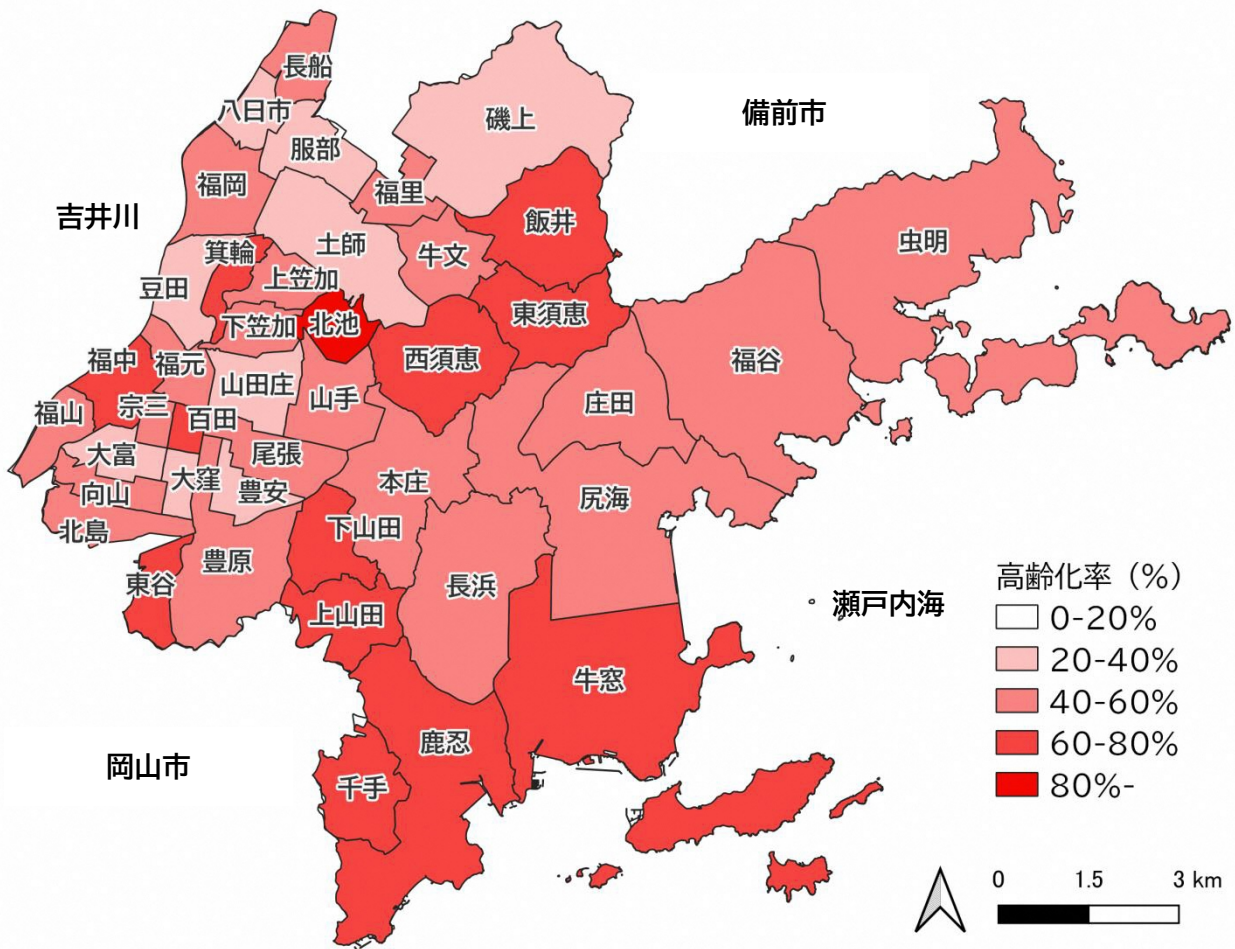 長船
八日市
服部
磯上
備前市
福岡
福里
吉井川
飯井
箕輪
土師
牛文
虫明
上笠加
豆田
下笠加
北池
東須恵
西須恵
福谷
福中
福元
山田庄
山手
庄田
福山
宗三
百田
大富
尾張
本庄
大窪
豊安
尻海
向山
北島
下山田
豊原
東谷
長浜
上山田
瀬戸内海
牛窓
鹿忍
岡山市
千手
高齢化率（%）
0-20%
20-40%
40-60%
60-80%
80%-
0 1.5 3 km